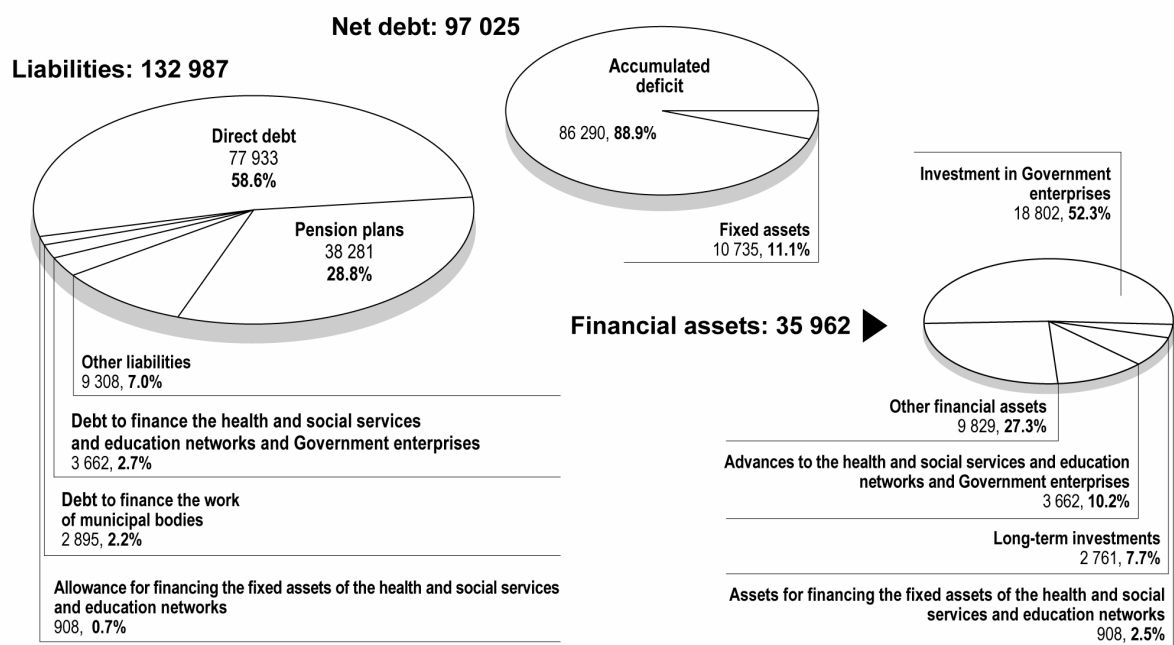 Net debt: 97 025
Accumulated
deficit
86 290, 88.9%
Fixed assets
10 735, 11.1%
Liabilities: 132 987
Direct debt
77 933
58.6%
Pension plans
38 281
28.8%
Other liabilities
9 308, 7.0%
Debt to finance the health and social services
and education networks and Government enterprises
3 662, 2.7%
Debt to finance the work
of municipal bodies
2 895, 2.2%
Allowance for financing the fixed assets of the health and social services
and education networks
908, 0.7%
Financial assets: 35 962
Investment in Government
enterprises
18 802, 52.3%
Other financial assets
9 829, 27.3%
Advances to the health and social services and education
networks and Government enterprises
3 662, 10.2%
Long-term investments
2 761, 7.7%
Assets for financing the fixed assets of the health and social
services and education networks
908, 2.5%